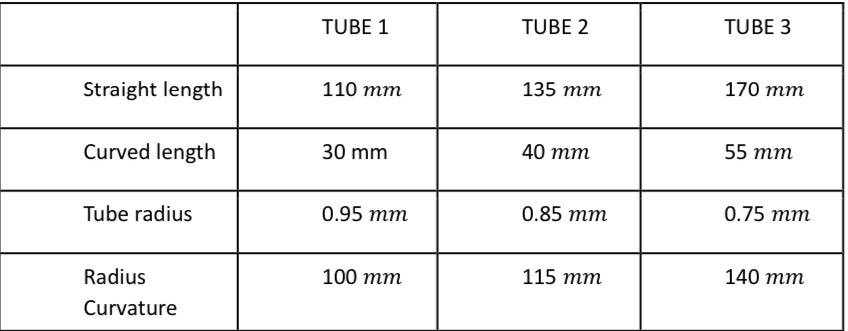 TUBE 1 TUBE 2 TUBE 3
Straight length 110 mm 135 mm 170 mm
Curved length 30 mm 40 mm 55 mm
Tube radius 0.95 mm 0.85 mm 0.75 mm
Radius 100 mm 115 mm 140 mm
Curvature